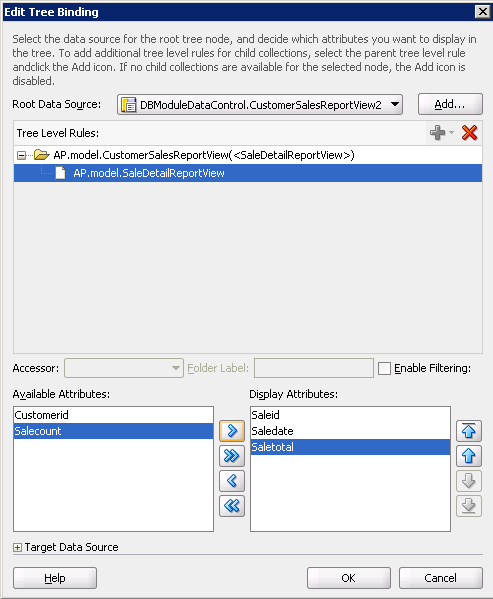 Edit Tree Binding
Select the data source for the root tree node, and decide which attributes you want to display in
the tree. To add additional tree level rules for child collections, select the parent tree level rule
andclick the Add icon. If no child collections are available for the selected node, the Add icon is
disabled.
Root Data Source: DBModuleDataControl.CustomerSalesReportView2 Add...
Tree Level Rules:
AP.model.CustomerSalesReportView(<SaleDetailReportView>)
AP.model.SaleDetailReportView
Accessor: Folder Label: Enable Filtering:
Available Attributes: Display Attributes:
Customerid Saleid
Salecount Saledate
Saletotal
Target Data Source
Help OK Cancel